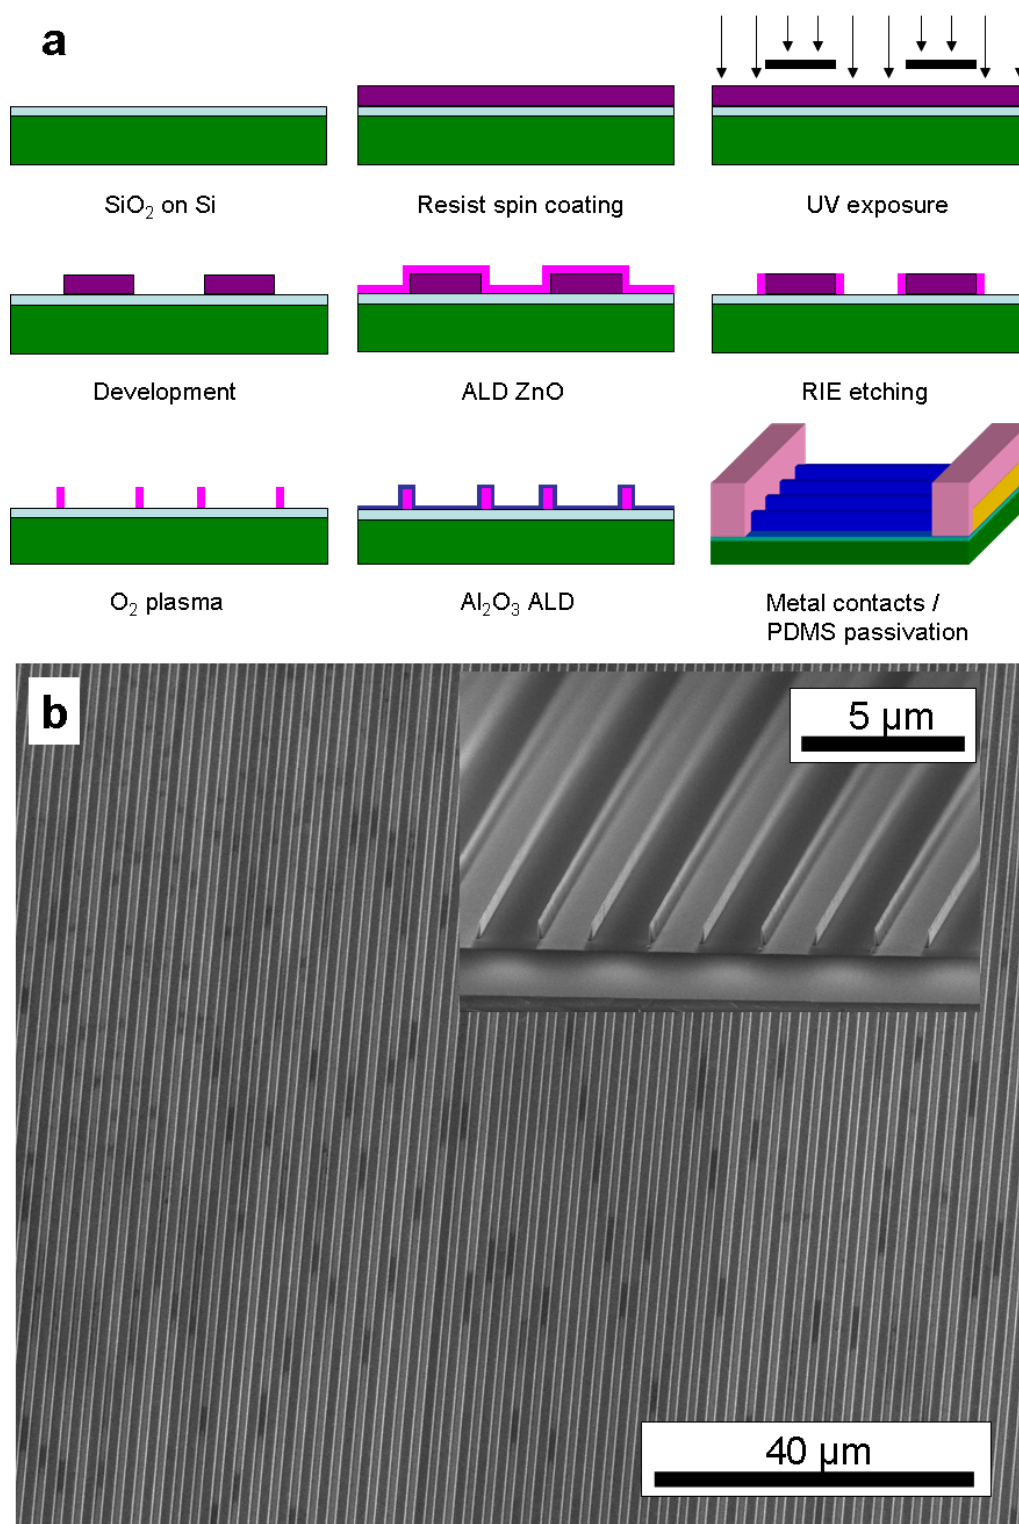 a
SiO₂ on Si
Resist spin coating
UV exposure
Development
ALD ZnO
RIE etching
O₂ plasma
Al₂O₃ ALD
Metal contacts /
PDMS passivation
b
5 µm
40 µm